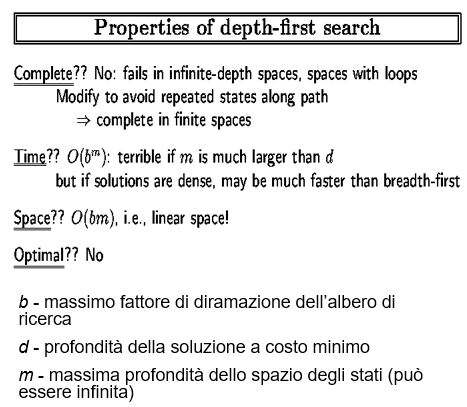 Properties of depth-first search
Complete?? No: fails in infinite-depth spaces, spaces with loops
Modify to avoid repeated states along path
⇒ complete in finite spaces
Time?? O(b^m): terrible if m is much larger than d
but if solutions are dense, may be much faster than breadth-first
Space?? O(bm), i.e., linear space!
Optimal?? No
b - massimo fattore di diramazione dell'albero di
ricerca
d - profondità della soluzione a costo minimo
m - massima profondità dello spazio degli stati (può
essere infinita)